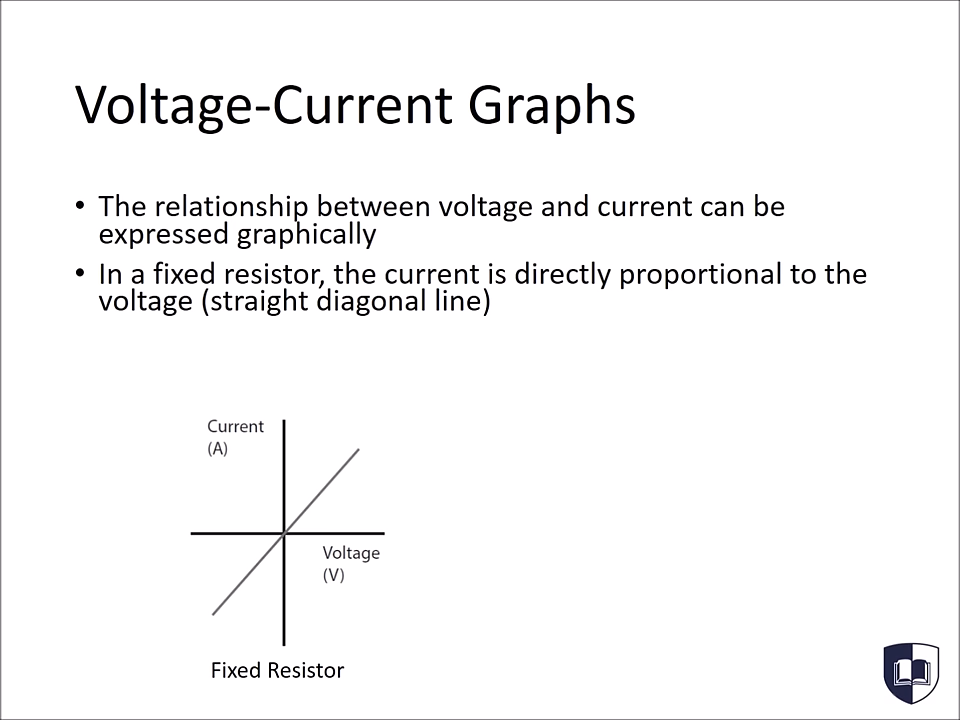 Voltage-Current Graphs
• The relationship between voltage and current can be
expressed graphically
• In a fixed resistor, the current is directly proportional to the
voltage (straight diagonal line)
Current
(A)
Voltage
(V)
Fixed Resistor